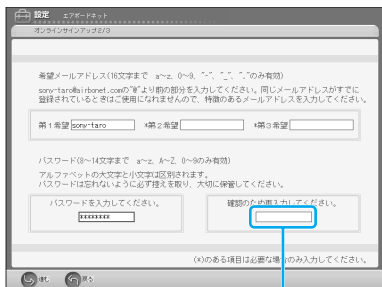 設定 エアボードネット
オンラインサインアップ2/3
希望メールアドレス(16文字まで a〜z、0〜9、"-"、"_"、"."のみ有効)
sony-taro@airbonet.comの"@"より前の部分を入力してください。同じメールアドレスがすでに
登録されているときはご使用になれませんので、特徴のあるメールアドレスを入力してください。
第1希望 sony-taro *第2希望 *第3希望
パスワード(8〜14文字まで a〜z、A〜Z、0〜9のみ有効)
アルファベットの大文字と小文字は区別されます。
パスワードは忘れないように必ず控えを取り、大切に保管してください。
パスワードを入力してください。 確認のため再入力してください。
********
(*)のある項目は必要な場合のみ入力してください。
進む 戻る